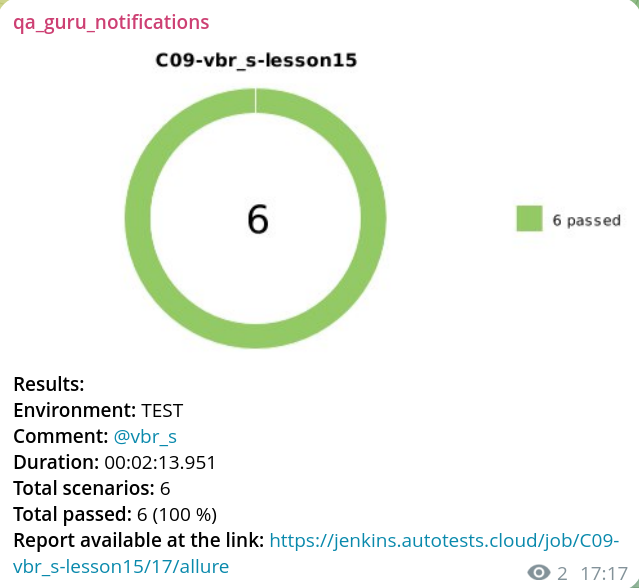 qa_guru_notifications
C09-vbr_s-lesson15
6
6 passed
Results:
Environment: TEST
Comment: @vbr_s
Duration: 00:02:13.951
Total scenarios: 6
Total passed: 6 (100 %)
Report available at the link: https://jenkins.autotests.cloud/job/C09-
vbr_s-lesson15/17/allure
2 17:17